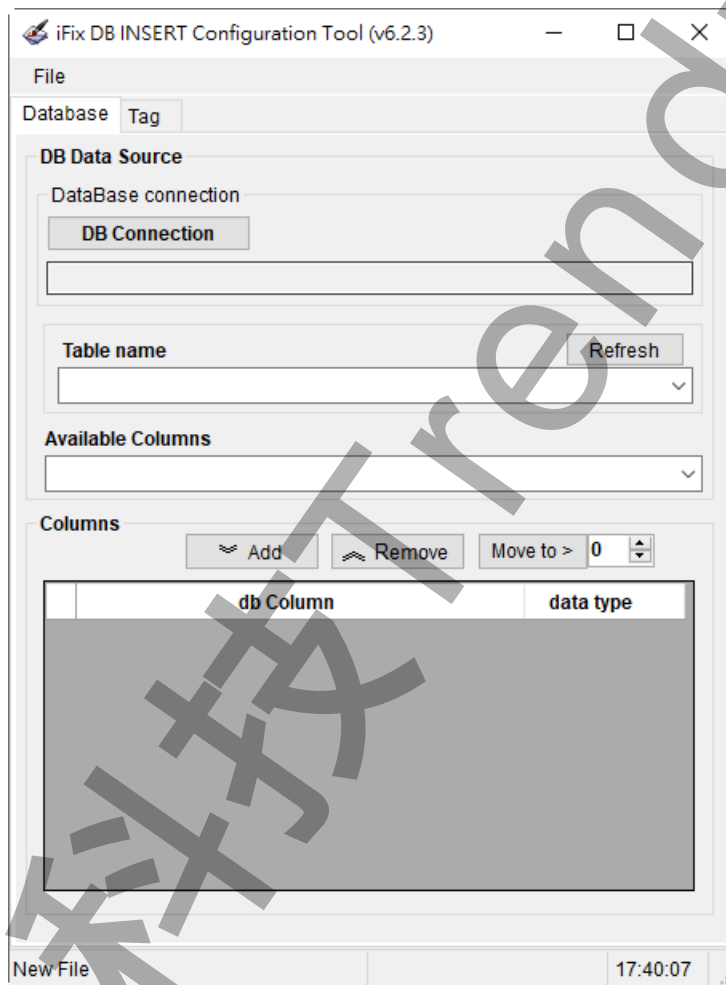 iFix DB INSERT Configuration Tool (v6.2.3)
File
Database Tag
DB Data Source
DataBase connection
DB Connection
Table name Refresh
Available Columns
Columns
Add Remove Move to > 0
db Column data type
New File 17:40:07
科技Trend